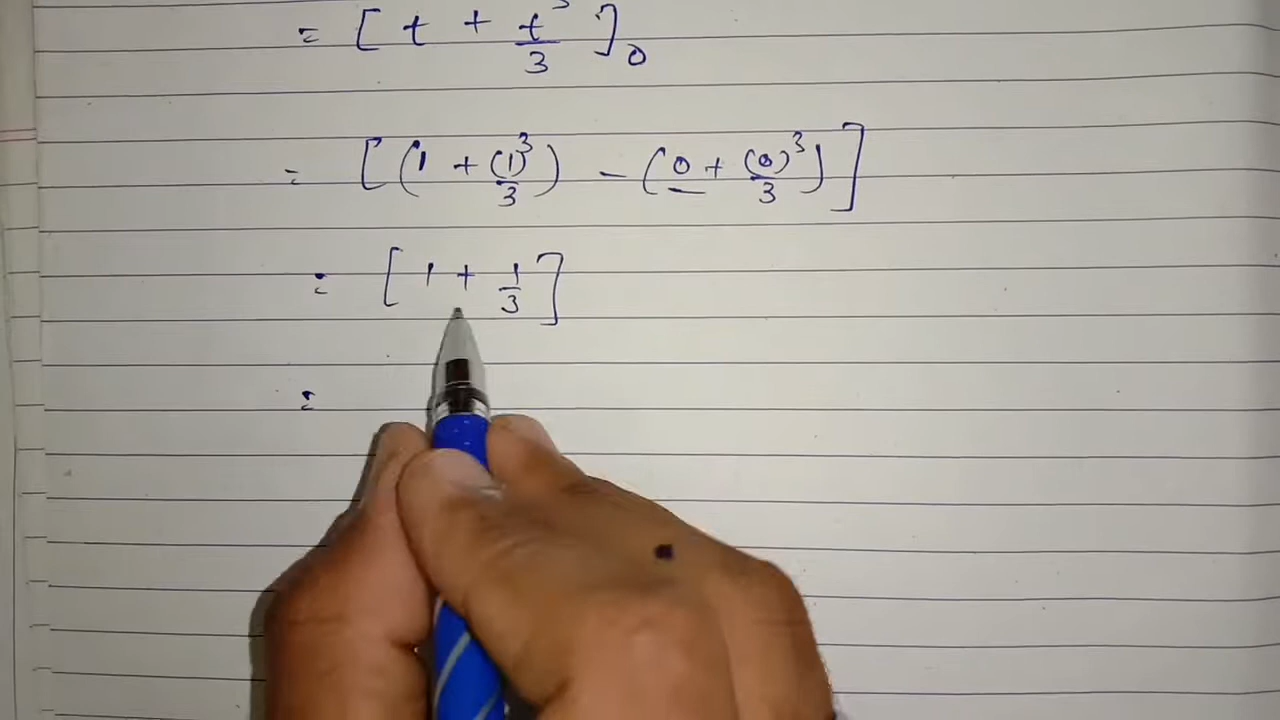 = [ t + t³/3 ]₀
= [ (1 + (1)³/3) - (0 + (0)³/3) ]
= [ 1 + 1/3 ]
=